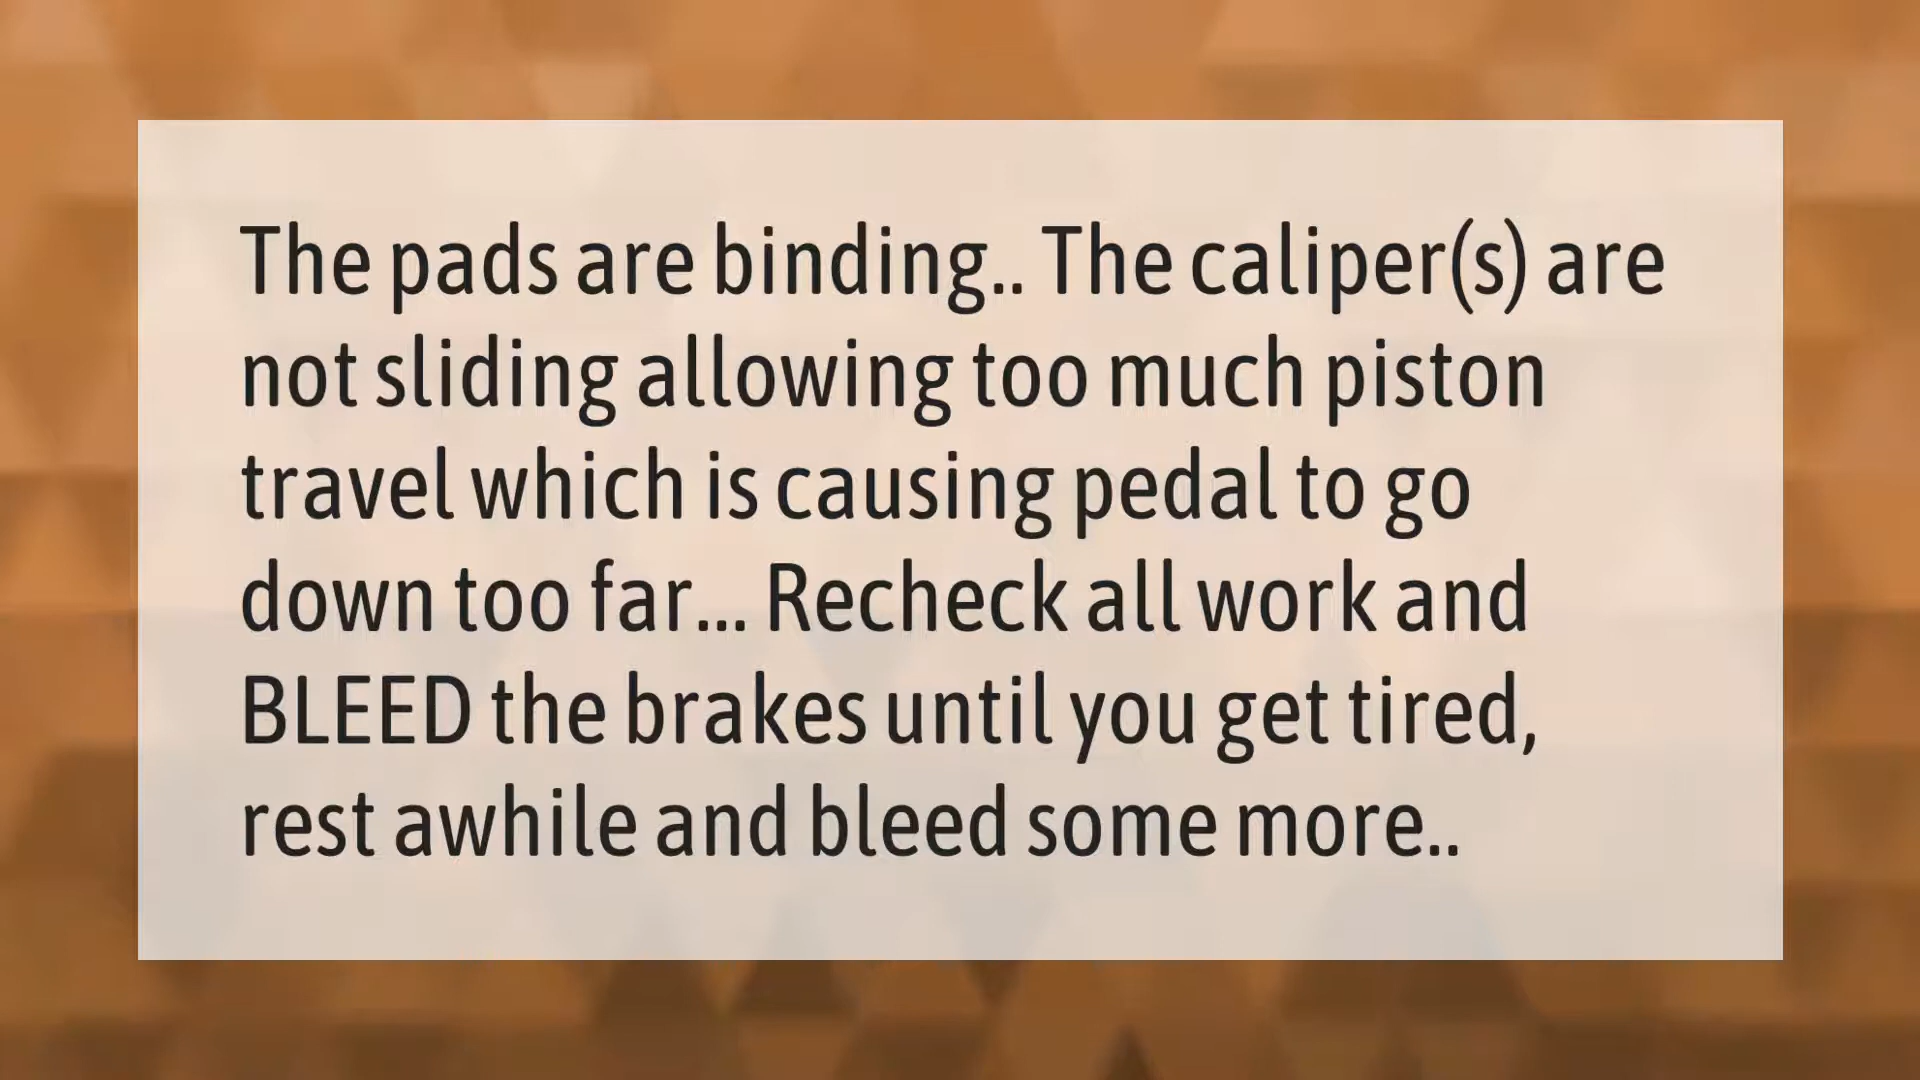 The pads are binding.. The caliper(s) are
not sliding allowing too much piston
travel which is causing pedal to go
down too far... Recheck all work and
BLEED the brakes until you get tired,
rest awhile and bleed some more..